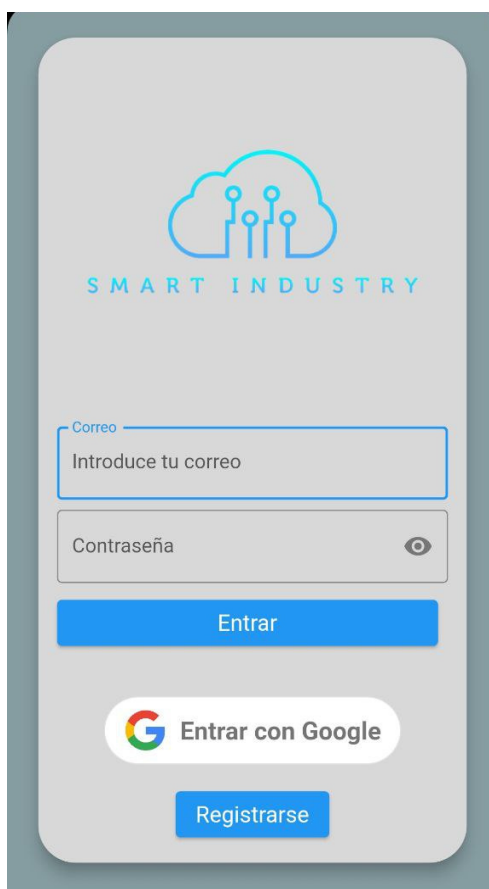 SMART INDUSTRY
Correo
Introduce tu correo
Contraseña
Entrar
Entrar con Google
Registrarse